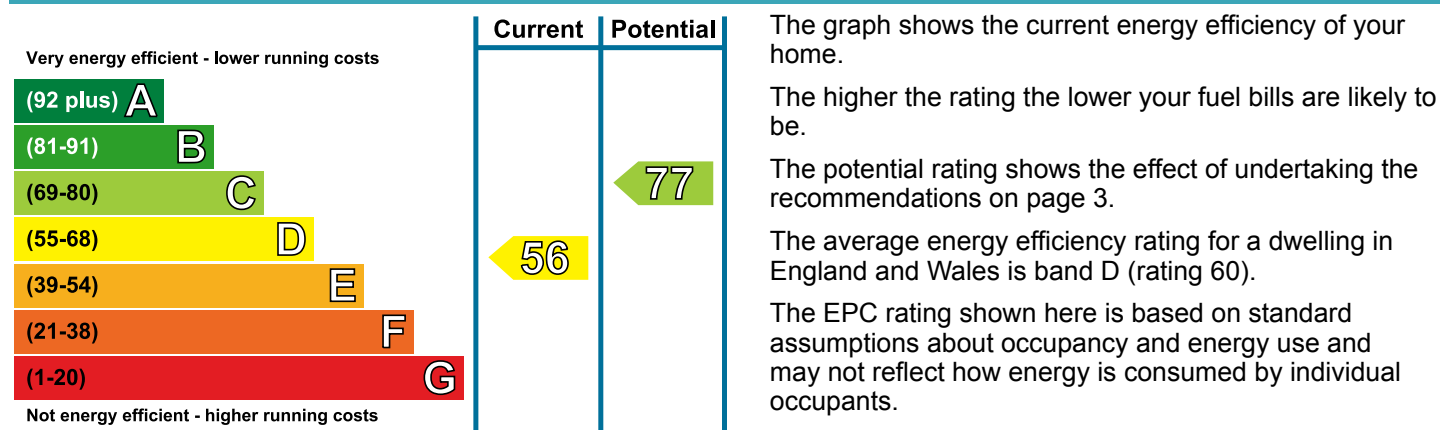 Current Potential
Very energy efficient - lower running costs
(92 plus) A
(81-91) B
(69-80) C
77
(55-68) D
56
(39-54) E
(21-38) F
(1-20) G
Not energy efficient - higher running costs
The graph shows the current energy efficiency of your
home.
The higher the rating the lower your fuel bills are likely to
be.
The potential rating shows the effect of undertaking the
recommendations on page 3.
The average energy efficiency rating for a dwelling in
England and Wales is band D (rating 60).
The EPC rating shown here is based on standard
assumptions about occupancy and energy use and
may not reflect how energy is consumed by individual
occupants.